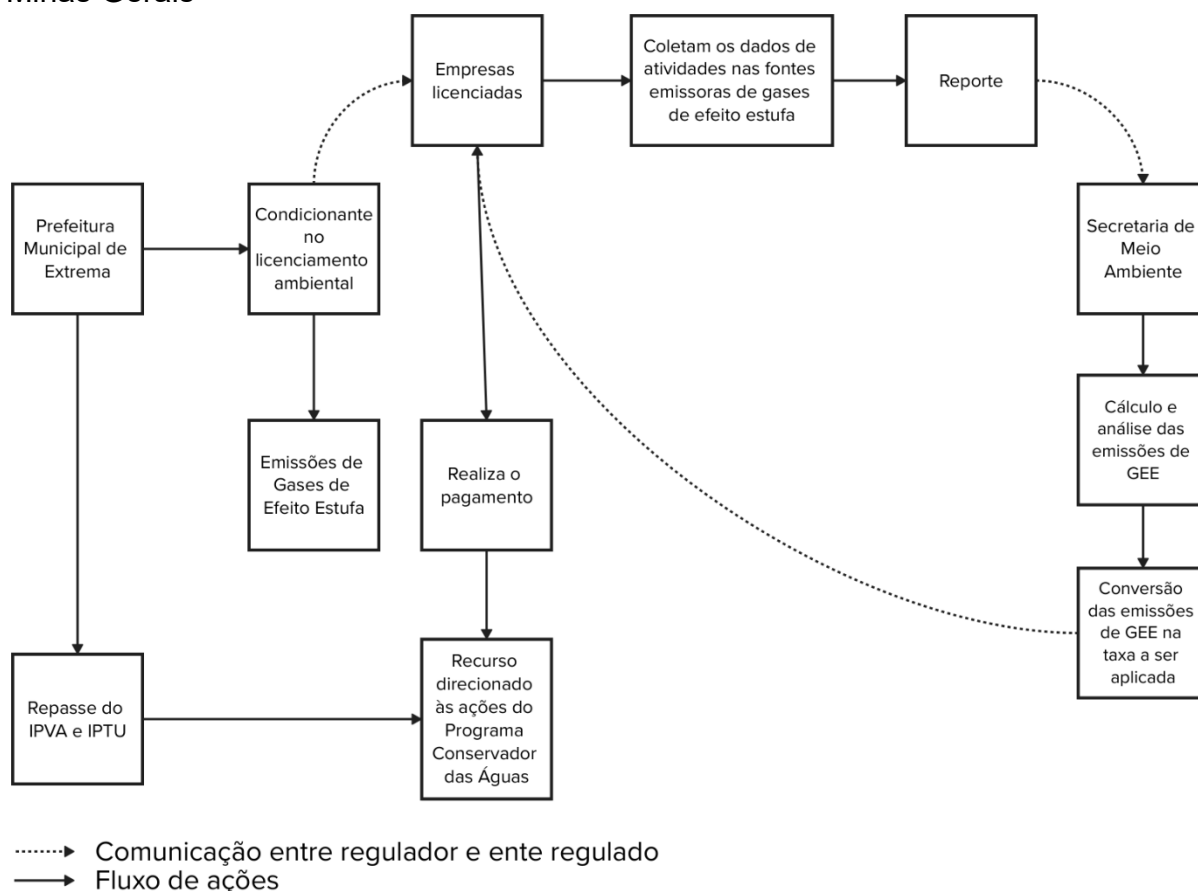 Minas Gerais
Empresas
licenciadas
Coletam os dados de
atividades nas fontes
emissoras de gases
de efeito estufa
Reporte
Prefeitura
Municipal de
Extrema
Condicionante
no
licenciamento
ambiental
Secretaria de
Meio
Ambiente
Emissões de
Gases de
Efeito Estufa
Realiza o
pagamento
Cálculo e
análise das
emissões de
GEE
Repasse do
IPVA e IPTU
Recurso
direcionado
às ações do
Programa
Conservador
das Águas
Conversão
das emissões
de GEE na
taxa a ser
aplicada
Comunicação entre regulador e ente regulado
Fluxo de ações